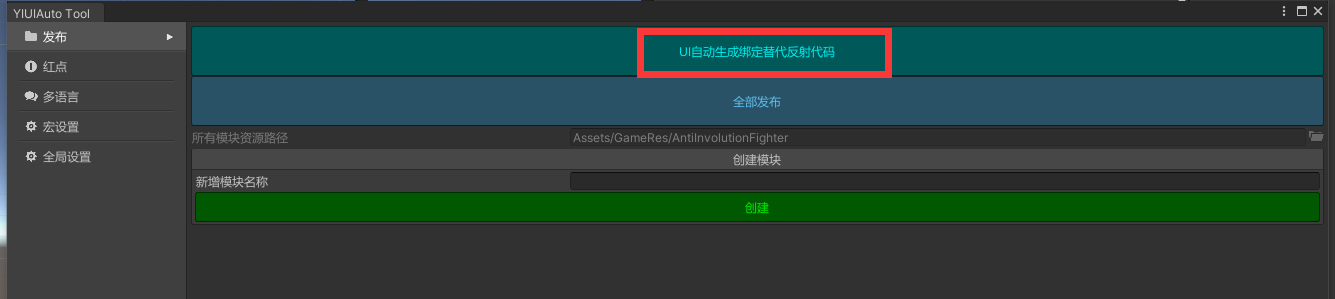 YIUIAuto Tool
发布
红点
多语言
宏设置
全局设置
UI自动生成绑定替代反射代码
全部发布
所有模块资源路径 Assets/GameRes/AntiInvolutionFighter
创建模块
新增模块名称
创建